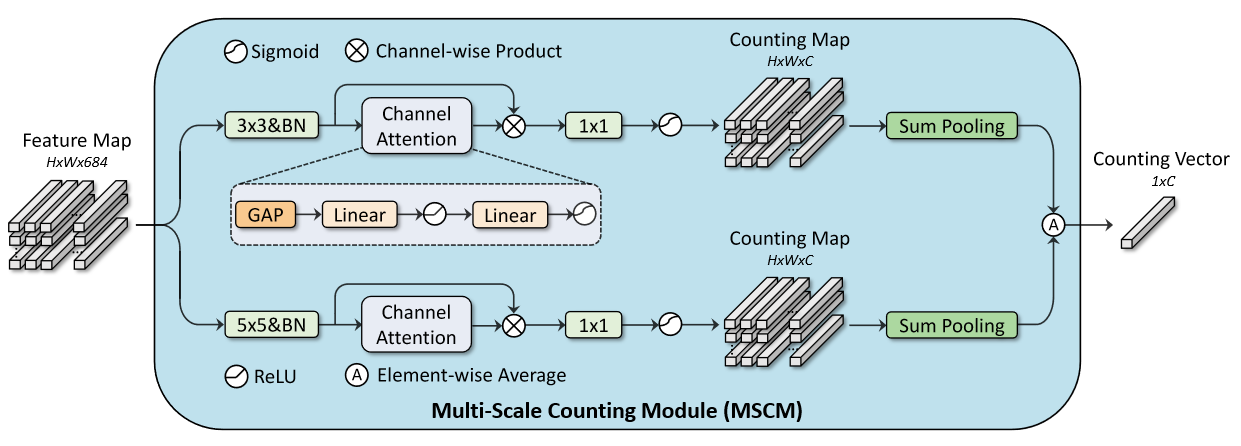 Sigmoid
Channel-wise Product
Counting Map
HxWxC
Feature Map
HxWx684
3x3&BN
Channel
Attention
1x1
Sum Pooling
GAP
Linear
Linear
Counting Vector
1xC
A
Counting Map
HxWxC
5x5&BN
Channel
Attention
1x1
Sum Pooling
ReLU
A
Element-wise Average
Multi-Scale Counting Module (MSCM)